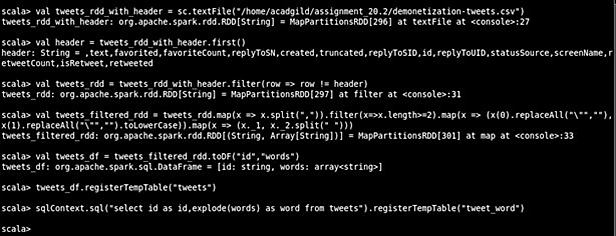 scala> val tweets_rdd_with_header = sc.textFile("/home/acadgild/assignment_20.2/demonetization-tweets.csv")
tweets_rdd_with_header: org.apache.spark.rdd.RDD[String] = MapPartitionsRDD[296] at textFile at <console>:27
scala> val header = tweets_rdd_with_header.first()
header: String = ,text,favorited,favoriteCount,replyToSN,created,truncated,replyToSID,id,replyToUID,statusSource,screenName,r
etweetCount,isRetweet,retweeted
scala> val tweets_rdd = tweets_rdd_with_header.filter(row => row != header)
tweets_rdd: org.apache.spark.rdd.RDD[String] = MapPartitionsRDD[297] at filter at <console>:31
scala> val tweets_filtered_rdd = tweets_rdd.map(x => x.split(",")).filter(x=>x.length>=2).map(x => (x(0).replaceAll("\"",""),
x(1).replaceAll("\"","").toLowerCase)).map(x => (x._1, x._2.split(" ")))
tweets_filtered_rdd: org.apache.spark.rdd.RDD[(String, Array[String])] = MapPartitionsRDD[301] at map at <console>:33
scala> val tweets_df = tweets_filtered_rdd.toDF("id","words")
tweets_df: org.apache.spark.sql.DataFrame = [id: string, words: array<string>]
scala> tweets_df.registerTempTable("tweets")
scala> sqlContext.sql("select id as id,explode(words) as word from tweets").registerTempTable("tweet_word")
scala>